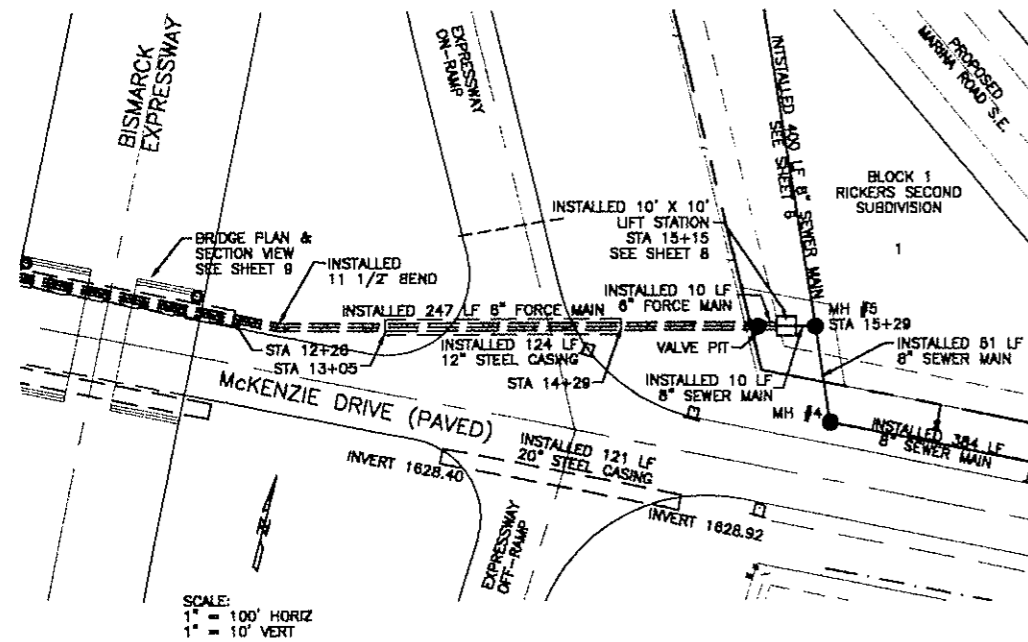 BISMARCK
EXPRESSWAY
EXPRESSWAY
ON-RAMP
INTSTALLED 400 LF 8" SEWER MAIN
SEE SHEET 8
PROPOSED
MARINA ROAD S.E.
BLOCK 1
RICKERS SECOND
SUBDIVISION
1
BRIDGE PLAN &
SECTION VIEW
SEE SHEET 9
INSTALLED
11 1/2" BEND
INSTALLED 10' X 10'
LIFT STATION
STA 15+15
SEE SHEET 8
INSTALLED 10 LF
6" FORCE MAIN
INSTALLED 247 LF 6" FORCE MAIN
MH #5
STA 15+29
VALVE PIT
INSTALLED 81 LF
8" SEWER MAIN
INSTALLED 124 LF
12" STEEL CASING
STA 12+28
STA 13+05
STA 14+29
INSTALLED 10 LF
8" SEWER MAIN
MH #4
INSTALLED 384 LF
8" SEWER MAIN
McKENZIE DRIVE (PAVED)
INSTALLED 121 LF
20" STEEL CASING
INVERT 1628.40
INVERT 1628.92
EXPRESSWAY
OFF-RAMP
SCALE:
1" = 100' HORIZ
1" = 10' VERT